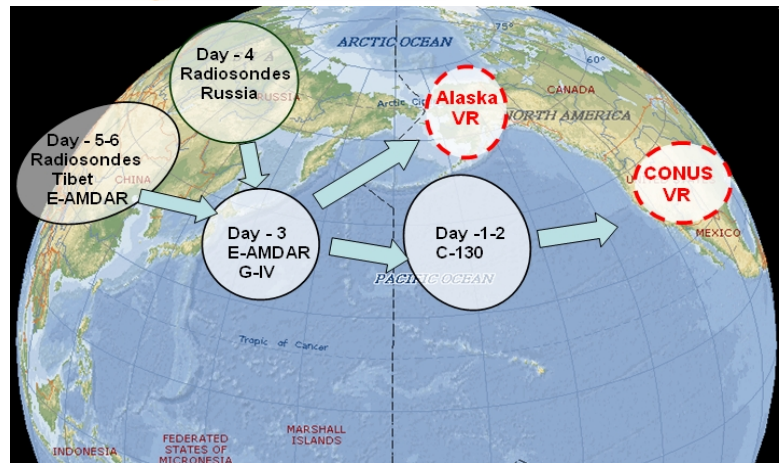 ARCTIC OCEAN
75°
60°
Day - 4
Radiosondes
Russia
RUSSIA
Arctic
Alaska
VR
CANADA
NORTH AMERICA
Day - 5-6
Radiosondes
Tibet
E-AMDAR
CHINA
CONUS
VR
MEXICO
Day - 3
E-AMDAR
G-IV
Day -1-2
C-130
PACIFIC OCEAN
Tropic of Cancer
MARSHALL
ISLANDS
FEDERATED
STATES OF
MICRONESIA
INDONESIA